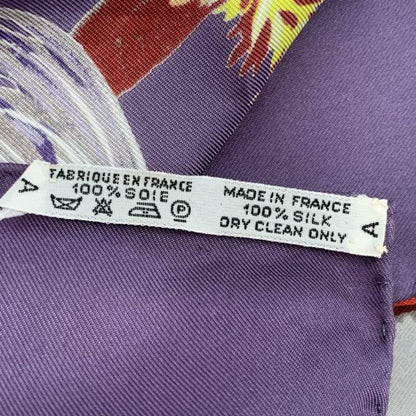 A
FABRIQUE EN FRANCE
100% SOIE
MADE IN FRANCE
100% SILK
DRY CLEAN ONLY
P
A